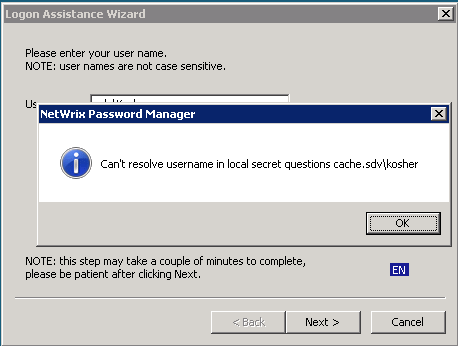 Logon Assistance Wizard
Please enter your user name.
NOTE: user names are not case sensitive.
NetWrix Password Manager
Can't resolve username in local secret questions cache.sdv\kosher
OK
NOTE: this step may take a couple of minutes to complete,
please be patient after clicking Next.
EN
< Back
Next >
Cancel